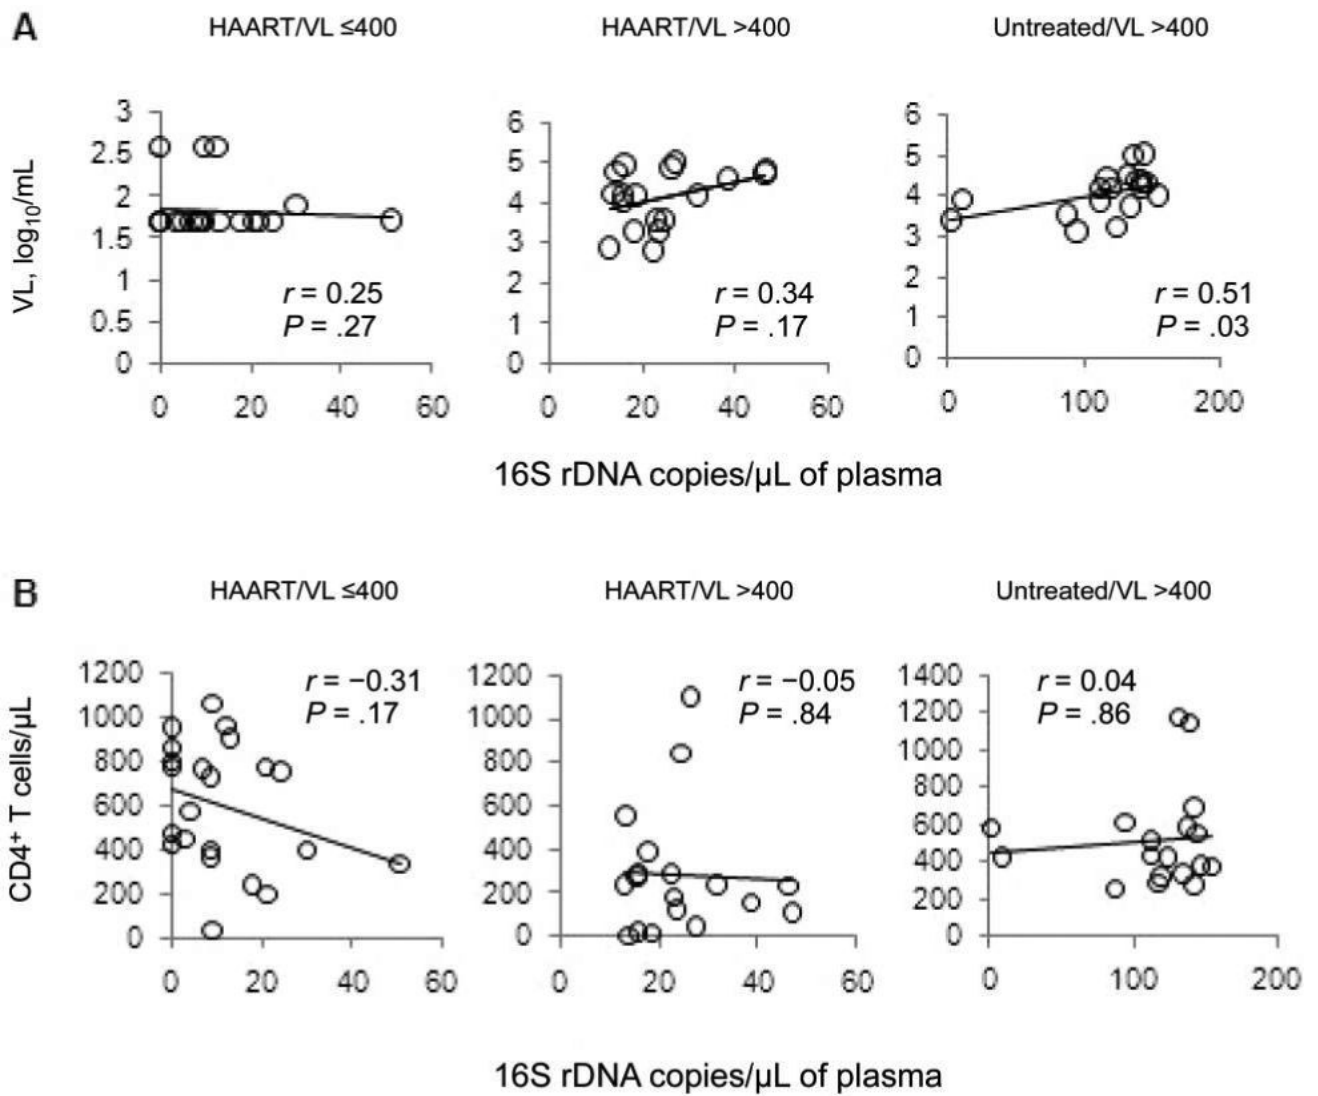 A
HAART/VL ≤400
HAART/VL >400
Untreated/VL >400
VL, log10/mL
3
2.5
2
1.5
1
0.5
0
0 20 40 60
r = 0.25
P = .27
6
5
4
3
2
1
0
0 20 40 60
r = 0.34
P = .17
6
5
4
3
2
1
0
0 100 200
r = 0.51
P = .03
16S rDNA copies/μL of plasma
B
HAART/VL ≤400
HAART/VL >400
Untreated/VL >400
CD4+ T cells/μL
1200
1000
800
600
400
200
0
0 20 40 60
r = −0.31
P = .17
1200
1000
800
600
400
200
0
0 20 40 60
r = −0.05
P = .84
1400
1200
1000
800
600
400
200
0
0 100 200
r = 0.04
P = .86
16S rDNA copies/μL of plasma